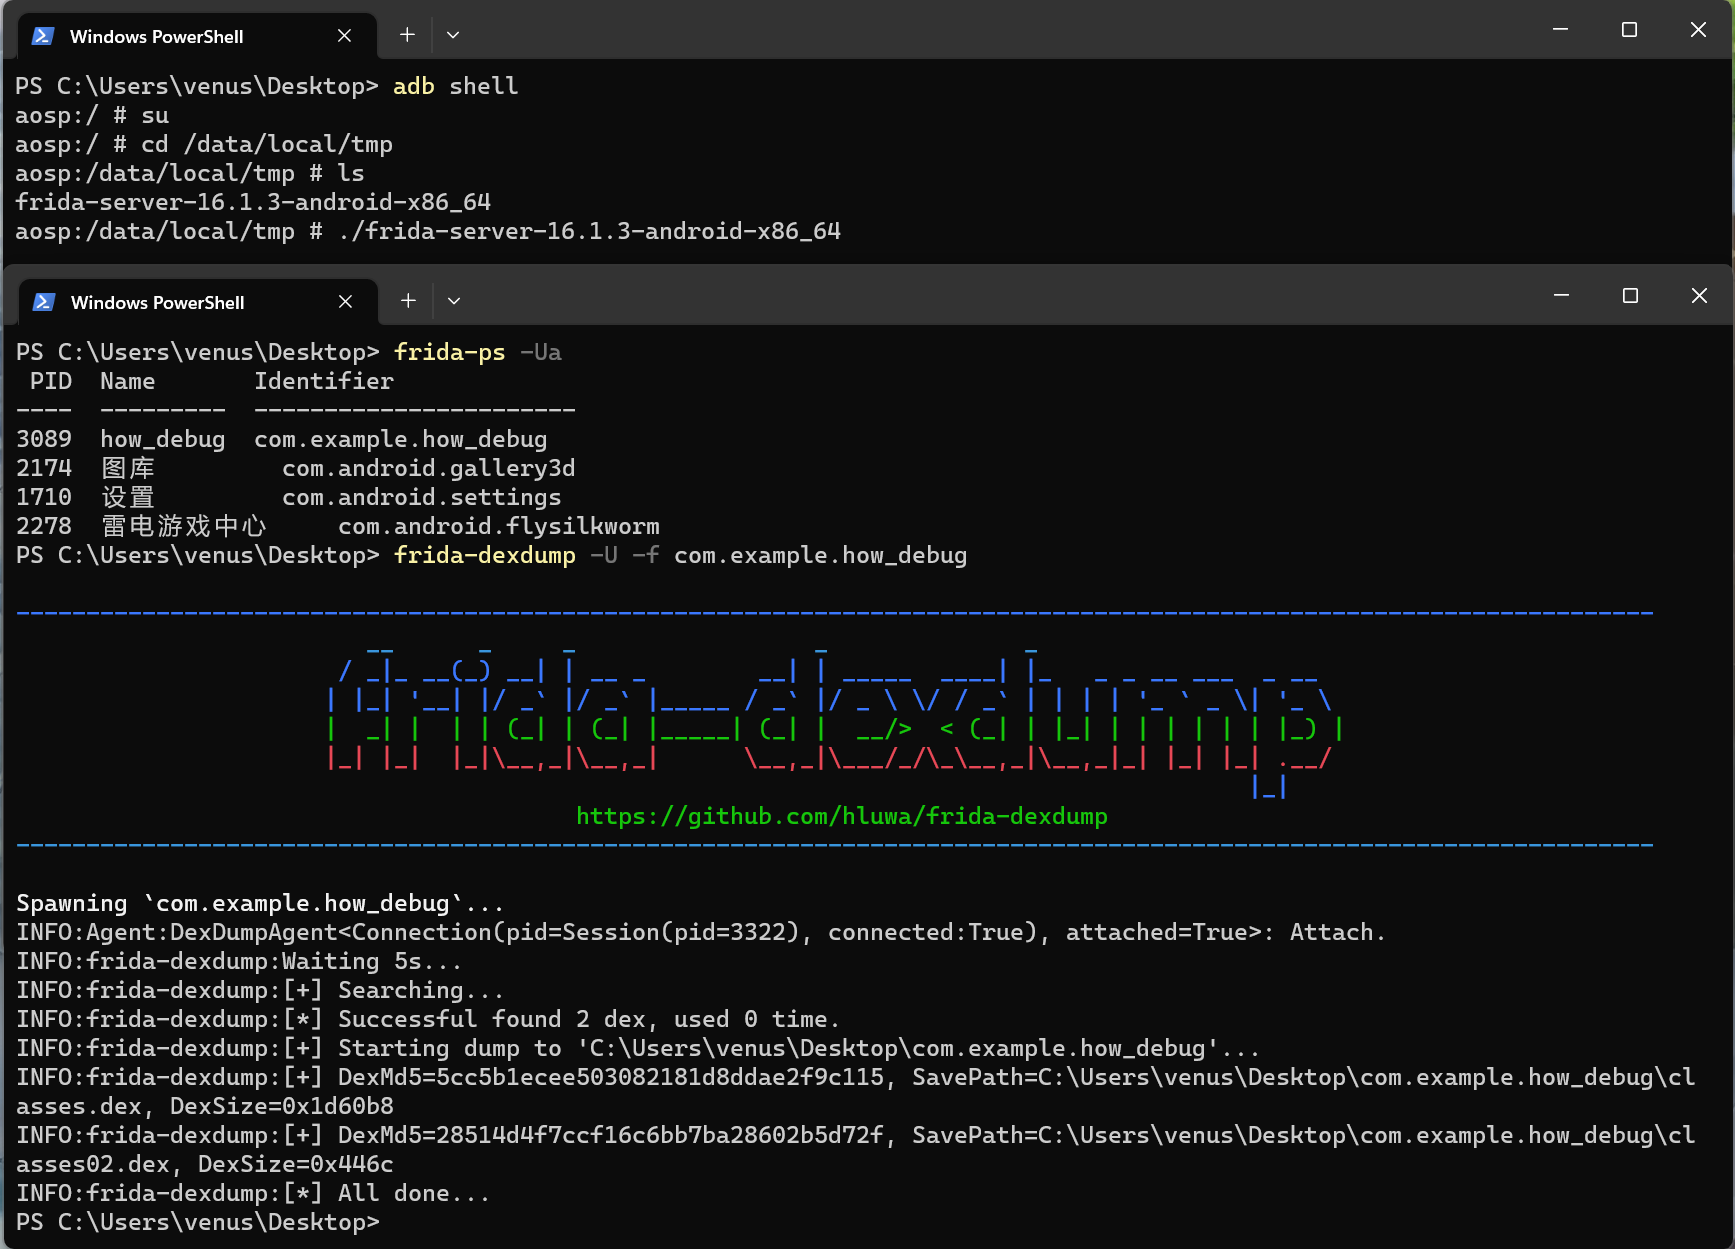 Windows PowerShell
PS C:\Users\venus\Desktop> adb shell
aosp:/ # su
aosp:/ # cd /data/local/tmp
aosp:/data/local/tmp # ls
frida-server-16.1.3-android-x86_64
aosp:/data/local/tmp # ./frida-server-16.1.3-android-x86_64
Windows PowerShell
PS C:\Users\venus\Desktop> frida-ps -Ua
 PID  Name       Identifier
----  ---------  -----------------------
3089  how_debug  com.example.how_debug
2174  图库         com.android.gallery3d
1710  设置         com.android.settings
2278  雷电游戏中心     com.android.flysilkworm
PS C:\Users\venus\Desktop> frida-dexdump -U -f com.example.how_debug
frida-dexdump
https://github.com/hluwa/frida-dexdump
Spawning `com.example.how_debug`...
INFO:Agent:DexDumpAgent<Connection(pid=Session(pid=3322), connected:True), attached=True>: Attach.
INFO:frida-dexdump:Waiting 5s...
INFO:frida-dexdump:[+] Searching...
INFO:frida-dexdump:[*] Successful found 2 dex, used 0 time.
INFO:frida-dexdump:[+] Starting dump to 'C:\Users\venus\Desktop\com.example.how_debug'...
INFO:frida-dexdump:[+] DexMd5=5cc5b1ecee503082181d8ddae2f9c115, SavePath=C:\Users\venus\Desktop\com.example.how_debug\cl
asses.dex, DexSize=0x1d60b8
INFO:frida-dexdump:[+] DexMd5=28514d4f7ccf16c6bb7ba28602b5d72f, SavePath=C:\Users\venus\Desktop\com.example.how_debug\cl
asses02.dex, DexSize=0x446c
INFO:frida-dexdump:[*] All done...
PS C:\Users\venus\Desktop>